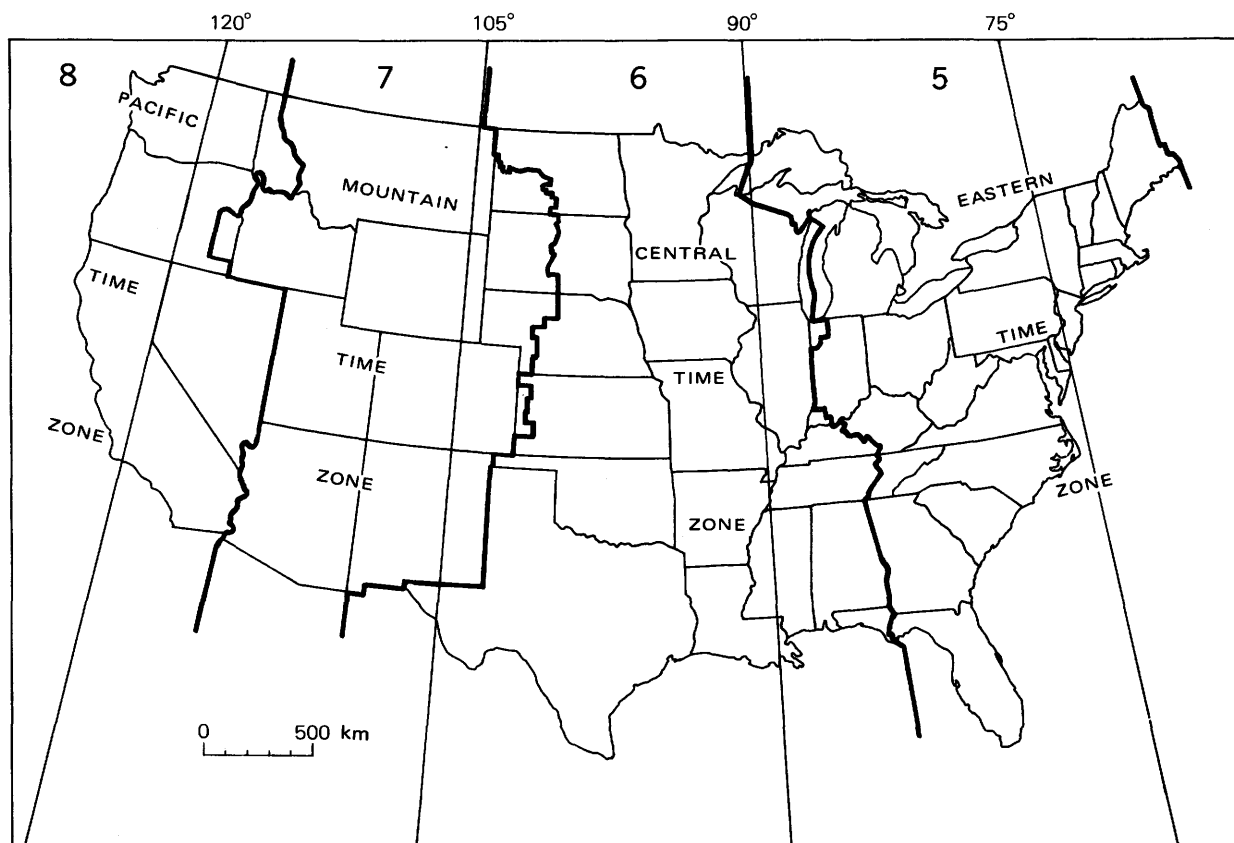 120°
105°
90°
75°
8
7
6
5
PACIFIC
TIME
ZONE
MOUNTAIN
TIME
ZONE
CENTRAL
TIME
ZONE
EASTERN
TIME
ZONE
0 500 km